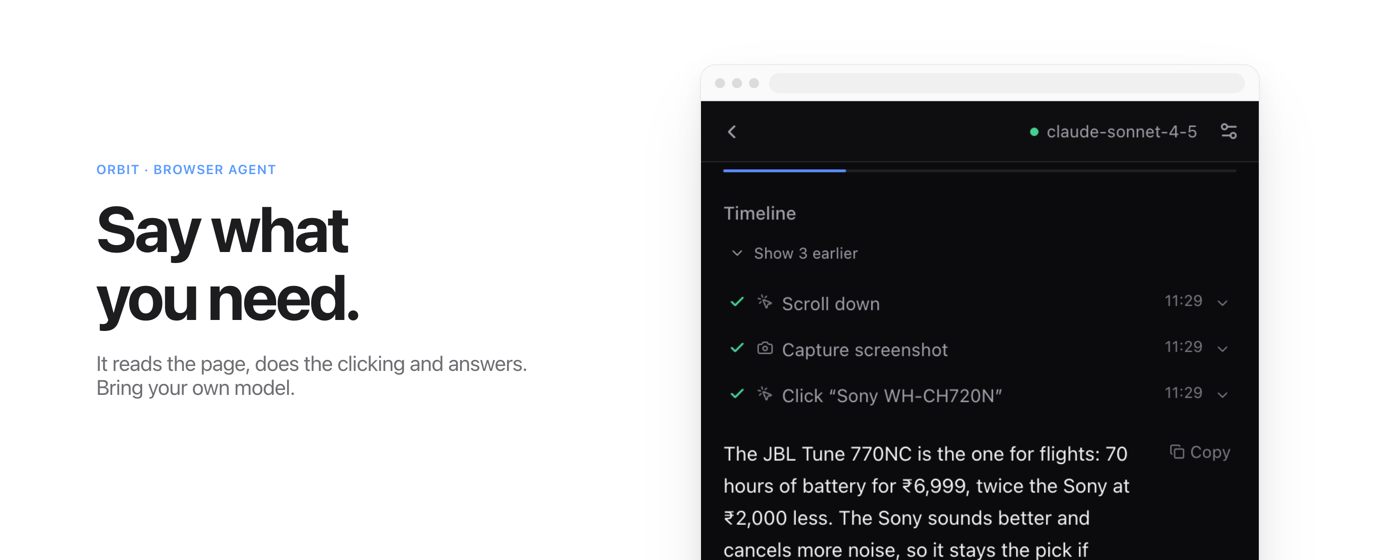 ORBIT · BROWSER AGENT
Say what
you need.
It reads the page, does the clicking and answers.
Bring your own model.
claude-sonnet-4-5
Timeline
Show 3 earlier
Scroll down 11:29
Capture screenshot 11:29
Click “Sony WH-CH720N” 11:29
The JBL Tune 770NC is the one for flights: 70 Copy
hours of battery for ₹6,999, twice the Sony at
₹2,000 less. The Sony sounds better and
cancels more noise, so it stays the pick if